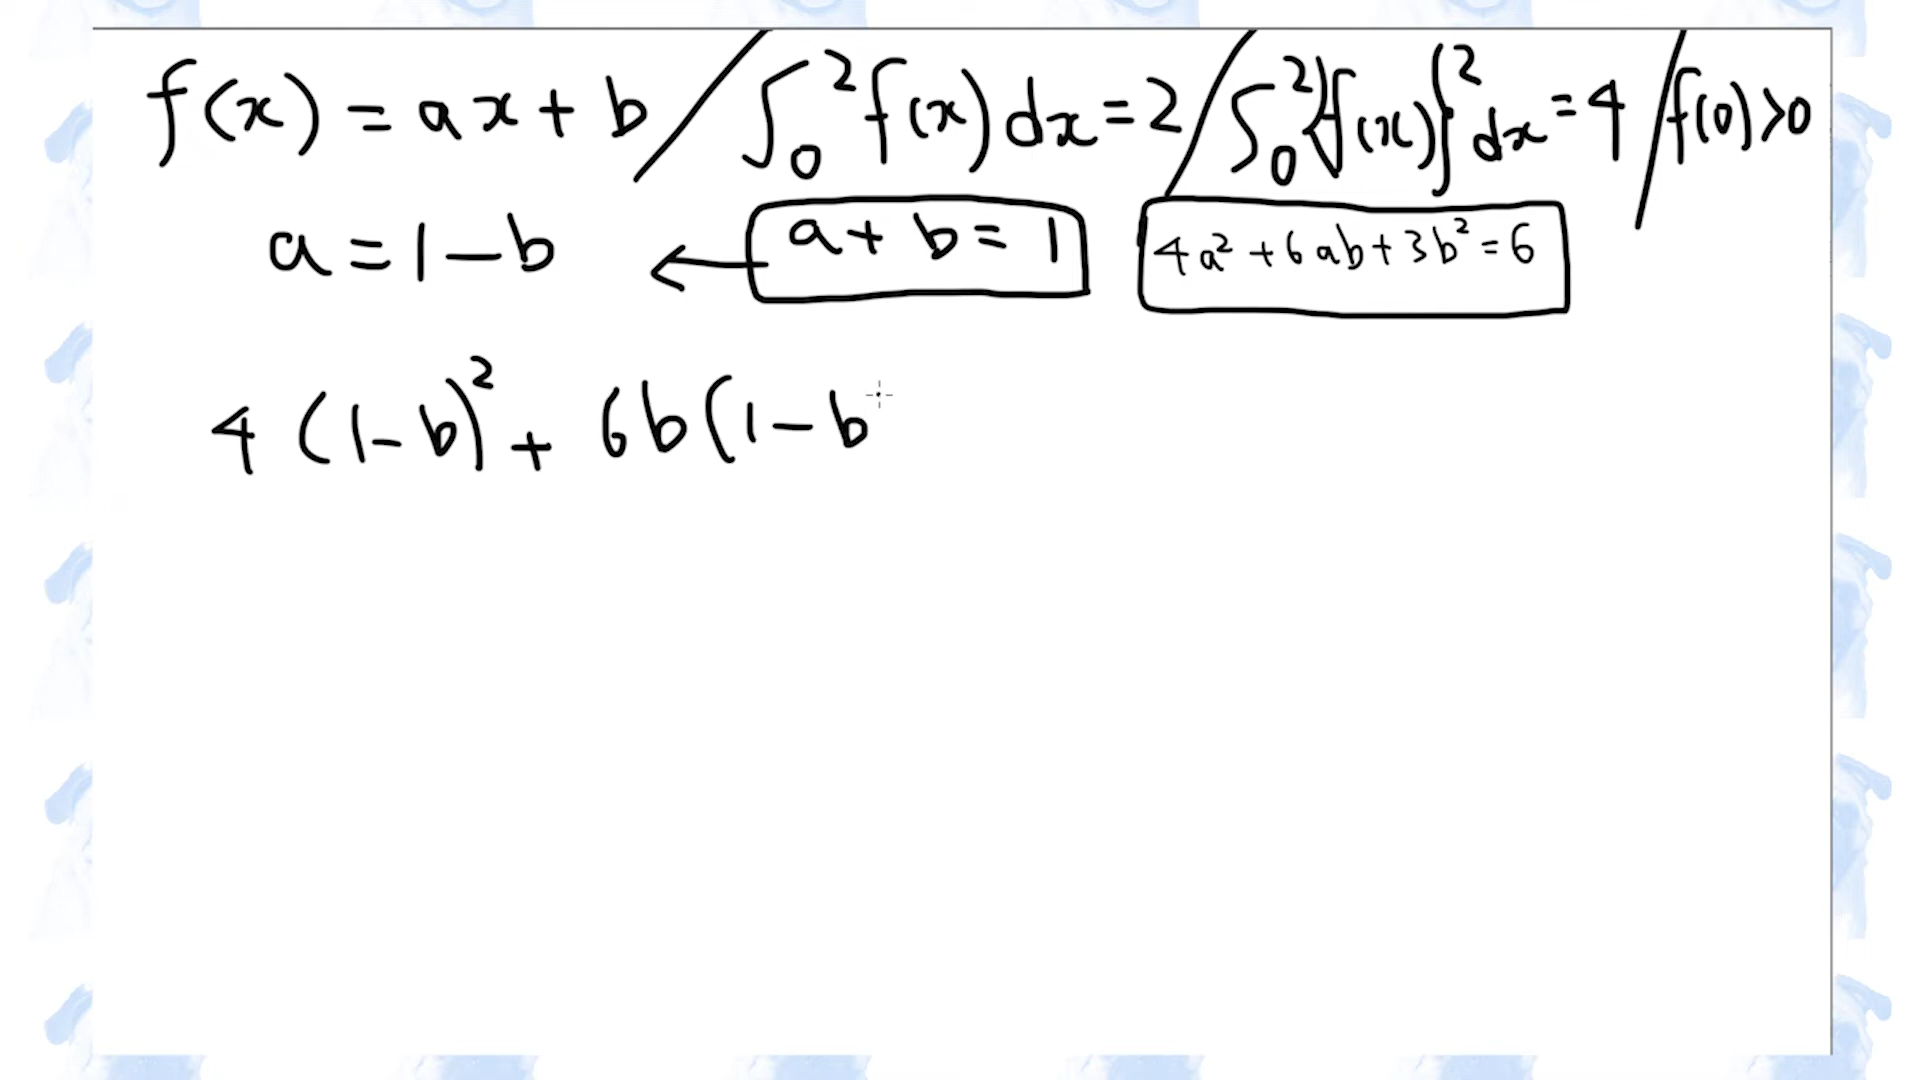 f(x) = ax + b / ∫₀² f(x) dx = 2 / ∫₀² {f(x)}² dx = 4 / f(0) > 0
a = 1 - b ← a + b = 1 4a² + 6ab + 3b² = 6
4 (1 - b)² + 6b (1 - b